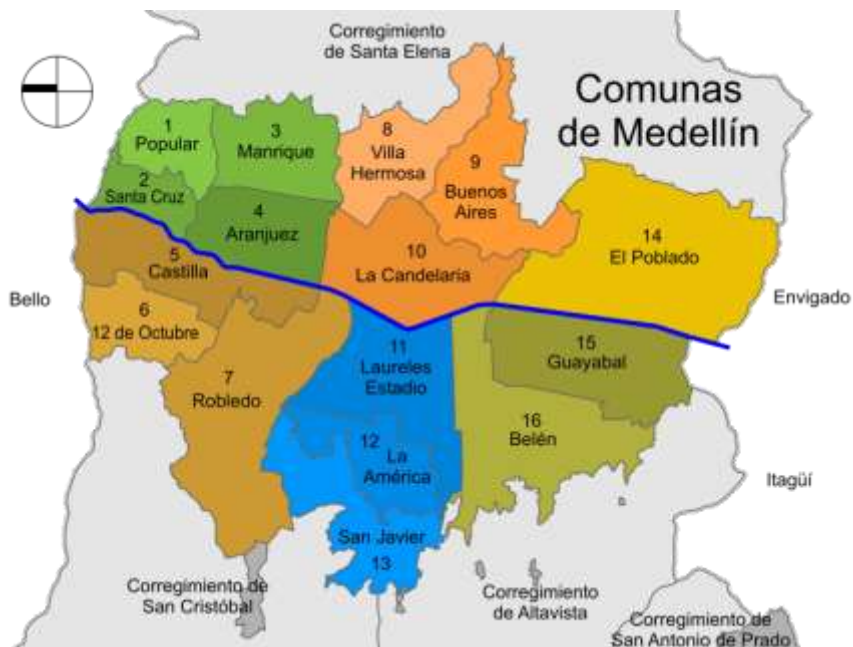 Corregimiento
de Santa Elena
Comunas
de Medellín
1
Popular
3
Manrique
8
Villa
Hermosa
9
Buenos
Aires
2
Santa Cruz
4
Aranjuez
14
El Poblado
10
La Candelaria
5
Castilla
Bello
Envigado
6
12 de Octubre
11
Laureles
Estadio
15
Guayabal
7
Robledo
16
Belén
12
La
América
Itagüí
San Javier
13
Corregimiento de
San Cristóbal
Corregimiento
de Altavista
Corregimiento de
San Antonio de Prado